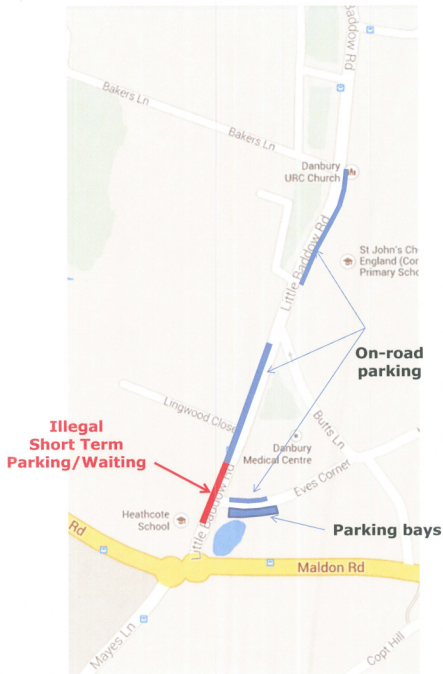 Baddow Rd
Bakers Ln
Bakers Ln
Danbury
URC Church
Little Baddow Rd
St John's Ch
England (Con
Primary Scho
On-road
parking
Lingwood Close
Butts Ln
Illegal
Short Term
Parking/Waiting
Danbury
Medical Centre
Eves Corner
Little Baddow Rd
Heathcote
School
Parking bays
Rd
Maldon Rd
Mayes Ln
Copt Hill